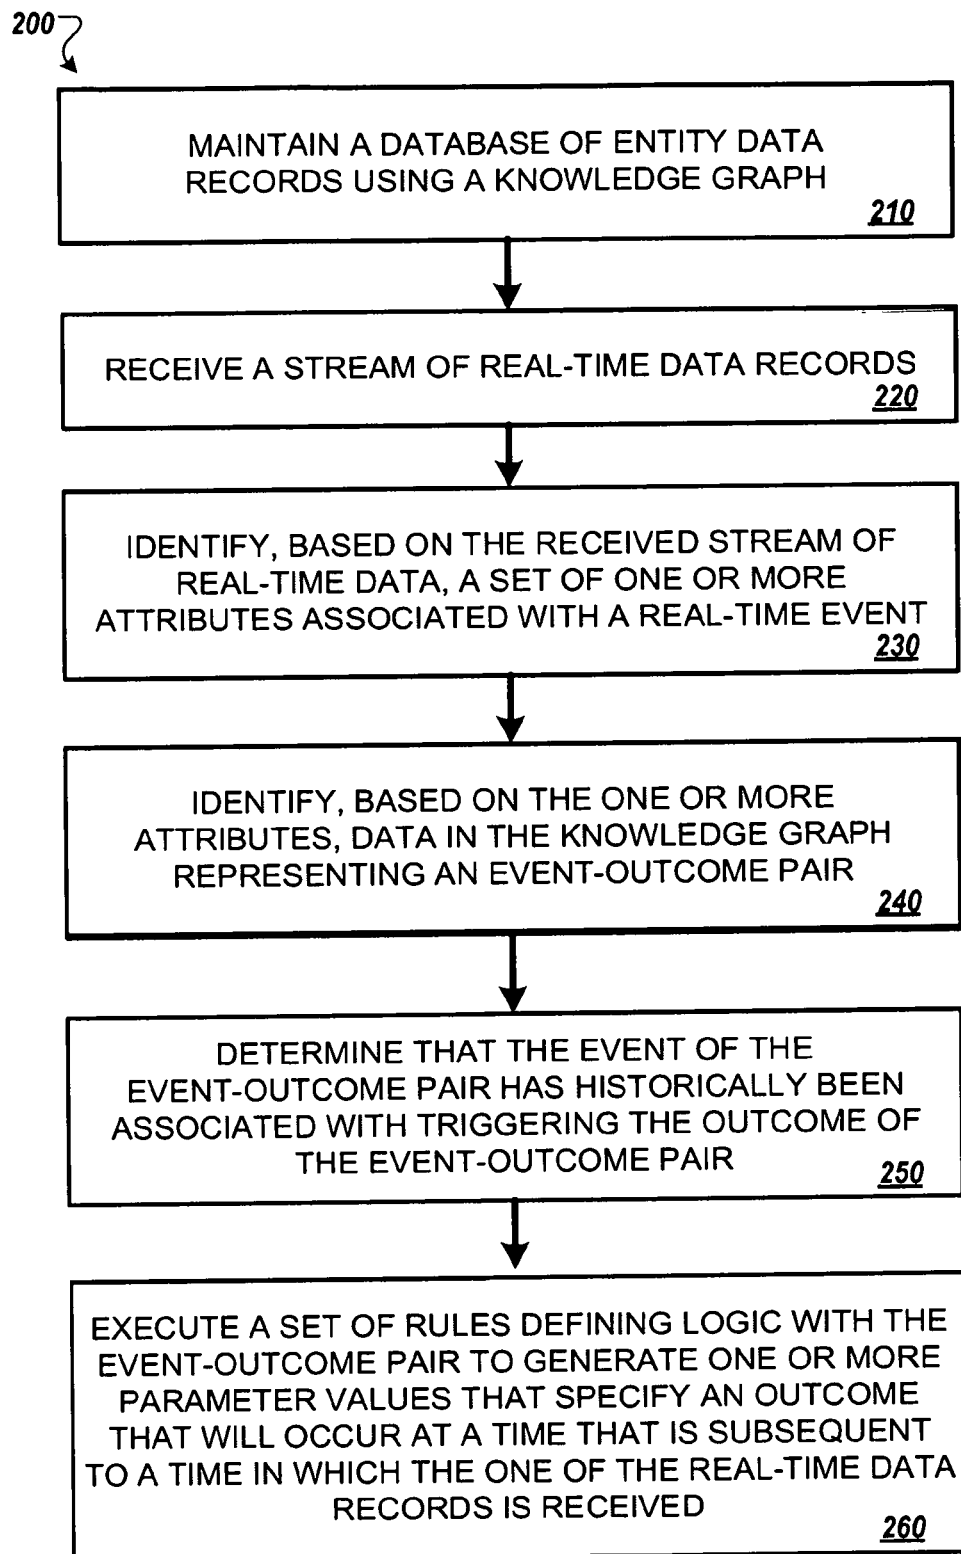 200
MAINTAIN A DATABASE OF ENTITY DATA
RECORDS USING A KNOWLEDGE GRAPH
210
RECEIVE A STREAM OF REAL-TIME DATA RECORDS
220
IDENTIFY, BASED ON THE RECEIVED STREAM OF
REAL-TIME DATA, A SET OF ONE OR MORE
ATTRIBUTES ASSOCIATED WITH A REAL-TIME EVENT
230
IDENTIFY, BASED ON THE ONE OR MORE
ATTRIBUTES, DATA IN THE KNOWLEDGE GRAPH
REPRESENTING AN EVENT-OUTCOME PAIR
240
DETERMINE THAT THE EVENT OF THE
EVENT-OUTCOME PAIR HAS HISTORICALLY BEEN
ASSOCIATED WITH TRIGGERING THE OUTCOME OF
THE EVENT-OUTCOME PAIR
250
EXECUTE A SET OF RULES DEFINING LOGIC WITH THE
EVENT-OUTCOME PAIR TO GENERATE ONE OR MORE
PARAMETER VALUES THAT SPECIFY AN OUTCOME
THAT WILL OCCUR AT A TIME THAT IS SUBSEQUENT
TO A TIME IN WHICH THE ONE OF THE REAL-TIME DATA
RECORDS IS RECEIVED
260